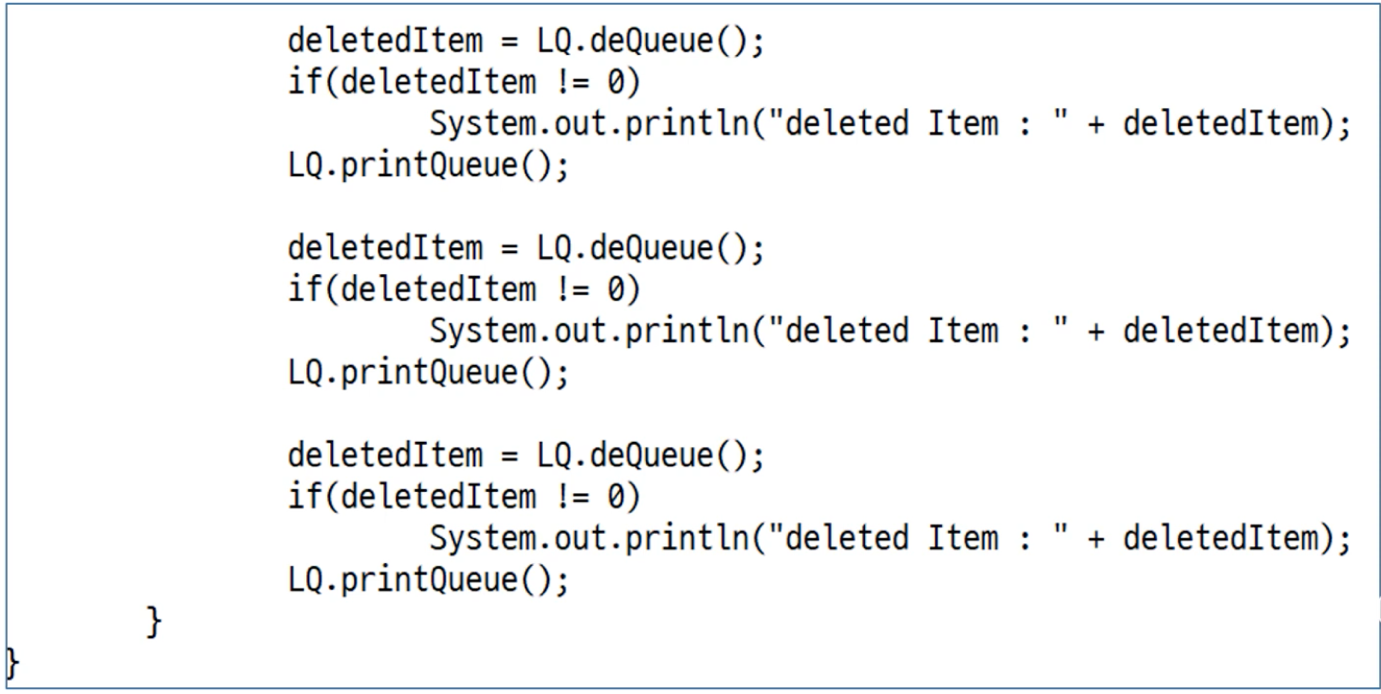 deletedItem = LQ.deQueue();
if(deletedItem != 0)
System.out.println("deleted Item : " + deletedItem);
LQ.printQueue();
deletedItem = LQ.deQueue();
if(deletedItem != 0)
System.out.println("deleted Item : " + deletedItem);
LQ.printQueue();
deletedItem = LQ.deQueue();
if(deletedItem != 0)
System.out.println("deleted Item : " + deletedItem);
LQ.printQueue();
}
}